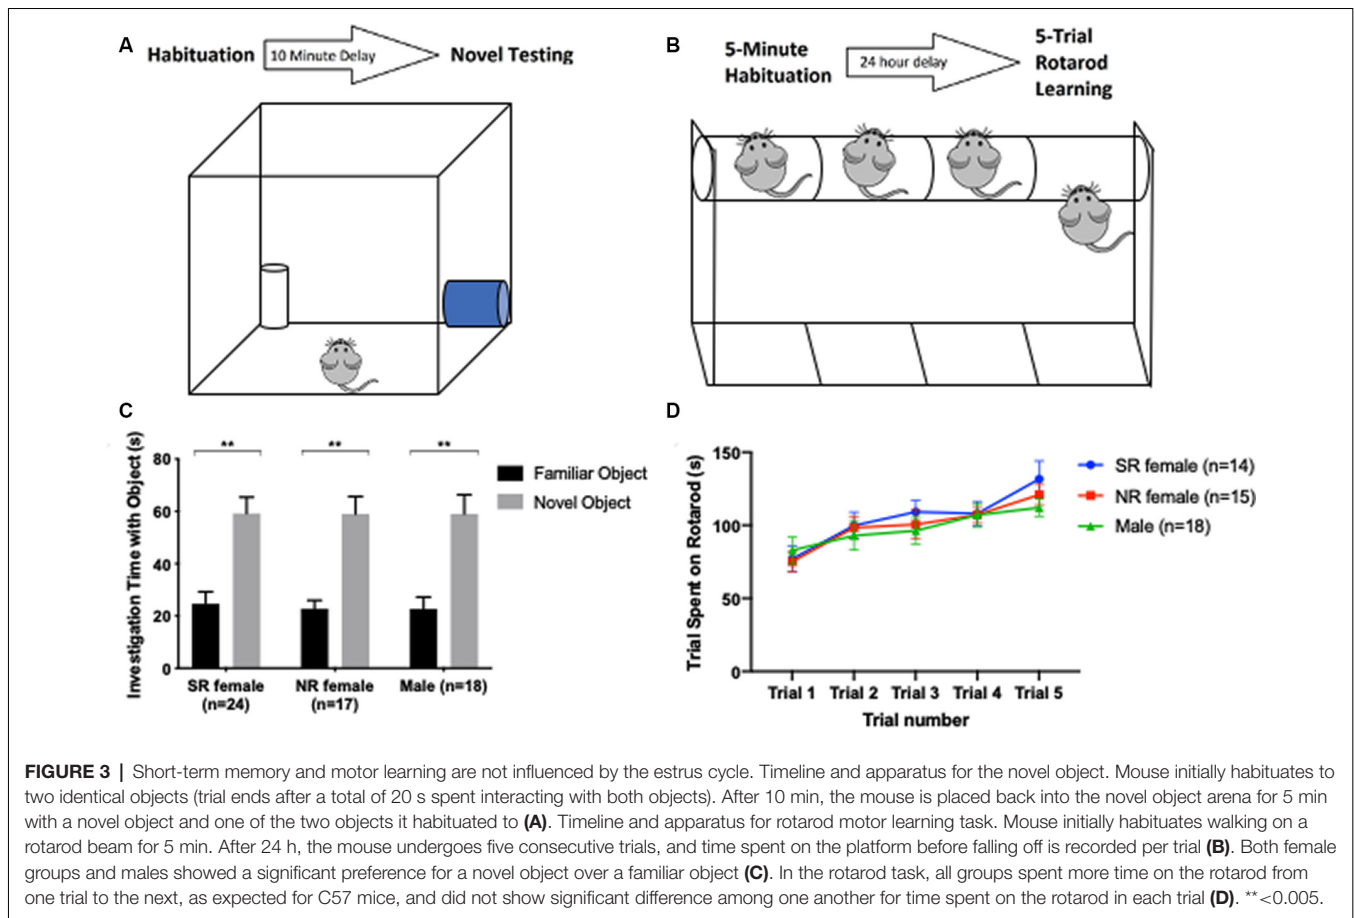 A
Habituation
10 Minute Delay
Novel Testing
B
5-Minute
Habituation
24 hour delay
5-Trial
Rotarod
Learning
C
Investigation Time with Object (s)
80
60
40
20
0
**
**
**
Familiar Object
Novel Object
SR female
(n=24)
NR female
(n=17)
Male (n=18)
D
Trial Spent on Rotarod (s)
150
100
50
0
SR female (n=14)
NR female (n=15)
Male (n=18)
Trial 1 Trial 2 Trial 3 Trial 4 Trial 5
Trial number
FIGURE 3 | Short-term memory and motor learning are not influenced by the estrus cycle. Timeline and apparatus for the novel object. Mouse initially habituates to
two identical objects (trial ends after a total of 20 s spent interacting with both objects). After 10 min, the mouse is placed back into the novel object arena for 5 min
with a novel object and one of the two objects it habituated to (A). Timeline and apparatus for rotarod motor learning task. Mouse initially habituates walking on a
rotarod beam for 5 min. After 24 h, the mouse undergoes five consecutive trials, and time spent on the platform before falling off is recorded per trial (B). Both female
groups and males showed a significant preference for a novel object over a familiar object (C). In the rotarod task, all groups spent more time on the rotarod from
one trial to the next, as expected for C57 mice, and did not show significant difference among one another for time spent on the rotarod in each trial (D). **<0.005.